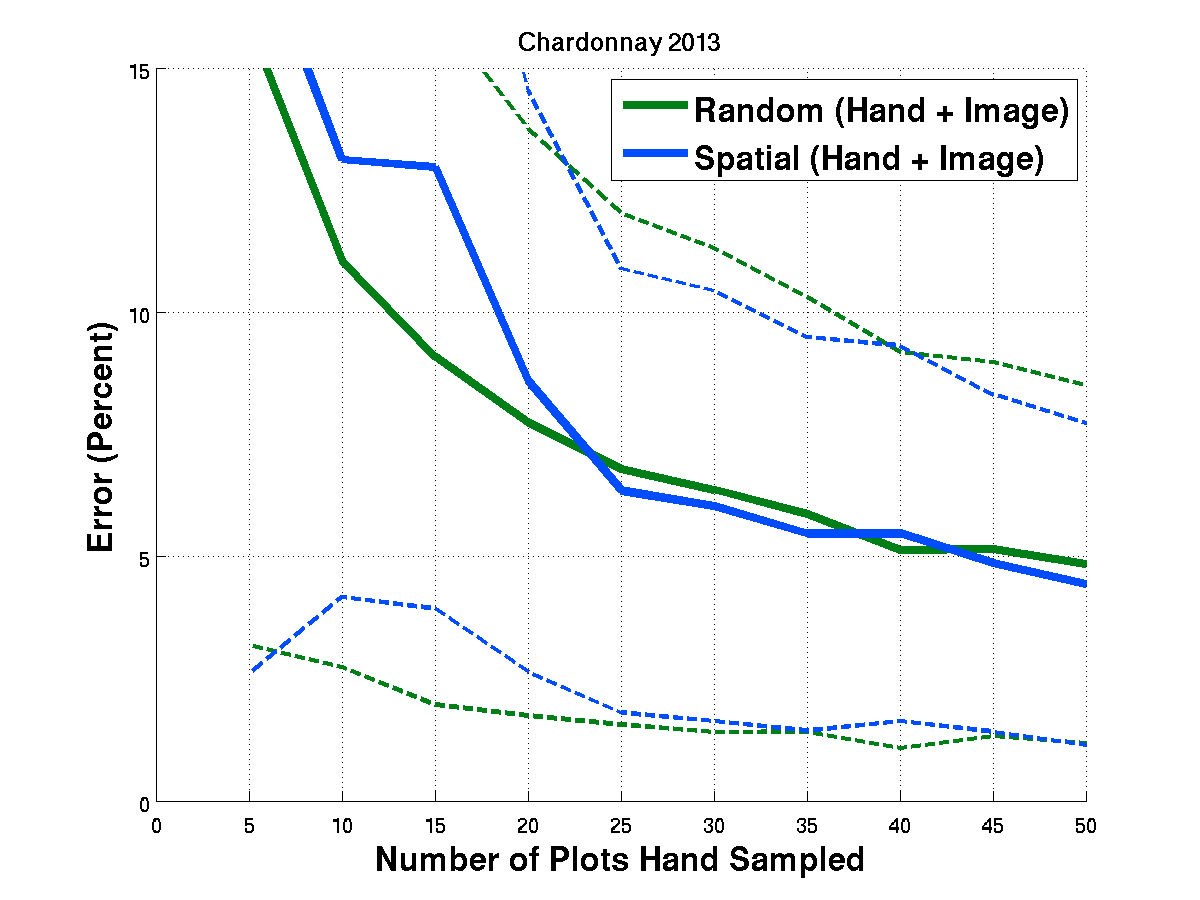 Chardonnay 2013
15
Random (Hand + Image)
Spatial (Hand + Image)
10
Error (Percent)
5
0
0 5 10 15 20 25 30 35 40 45 50
Number of Plots Hand Sampled